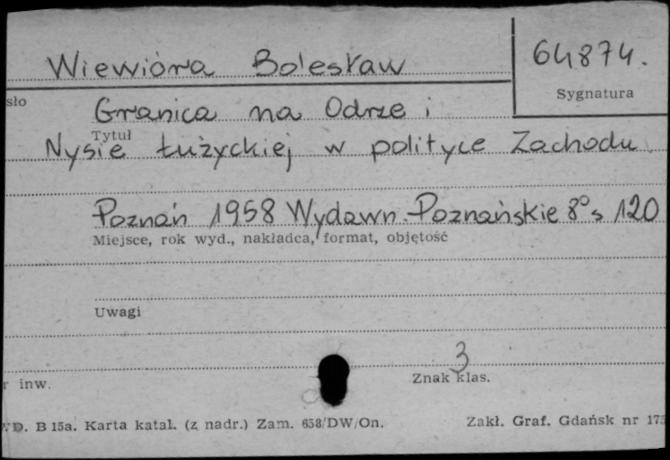 Wiewióra Bolesław
64874.
Sygnatura
sło
Granica na Odrze i
Tytuł
Nysie Łużyckiej w polityce Zachodu
Poznań 1958 Wydawn. Poznańskie 8° s 120
Miejsce, rok wyd., nakładca, format, objętość
Uwagi
3
r inw.
Znak klas.
D. B 15a. Karta katal. (z nadr.) Zam. 658/DW/On.
Zakł. Graf. Gdańsk nr 175